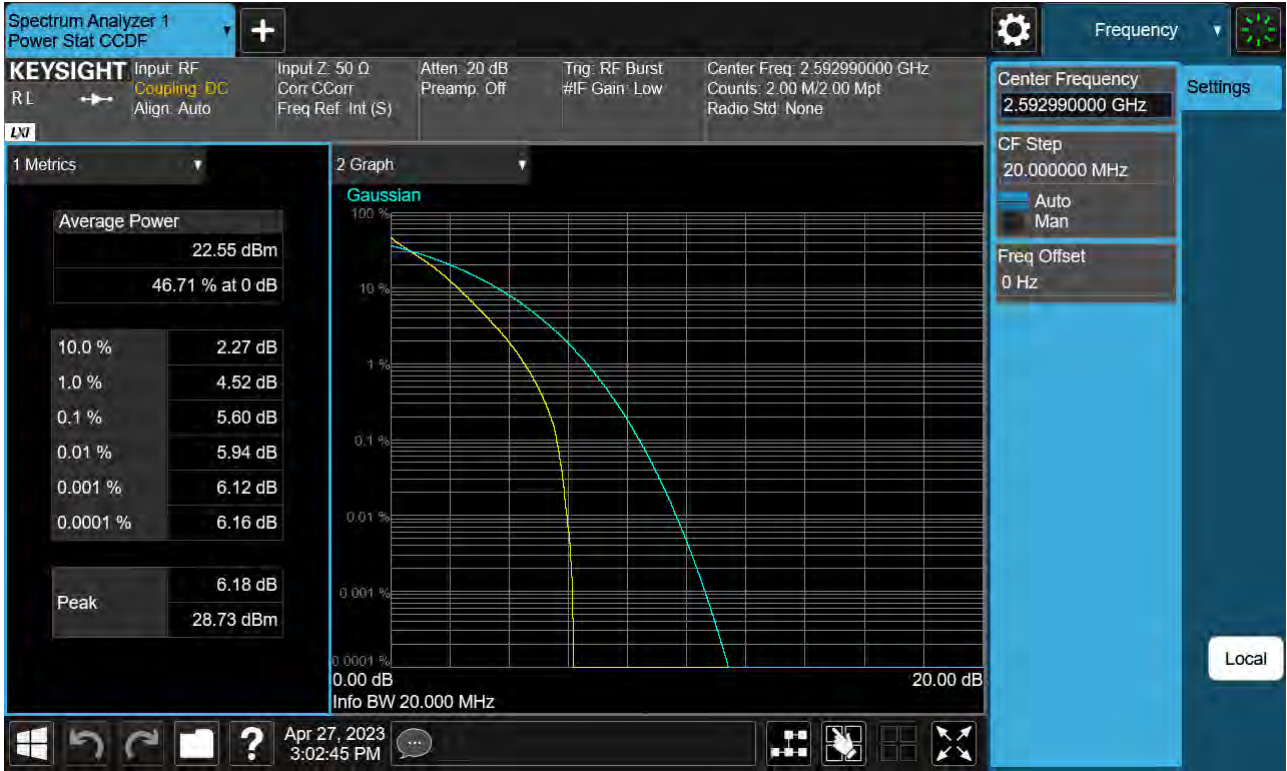 Spectrum Analyzer 1
Power Stat CCDF
+
Frequency
KEYSIGHT
RL
LXI
Input: RF
Coupling: DC
Align: Auto
Input Z: 50 Ω
Corr CCorr
Freq Ref: Int (S)
Atten: 20 dB
Preamp: Off
Trig: RF Burst
#IF Gain: Low
Center Freq: 2.592990000 GHz
Counts: 2.00 M/2.00 Mpt
Radio Std: None
Center Frequency
2.592990000 GHz
Settings
CF Step
20.000000 MHz
Auto
Man
Freq Offset
0 Hz
Local
1 Metrics
Average Power
22.55 dBm
46.71 % at 0 dB
10.0 % 2.27 dB
1.0 % 4.52 dB
0.1 % 5.60 dB
0.01 % 5.94 dB
0.001 % 6.12 dB
0.0001 % 6.16 dB
Peak
6.18 dB
28.73 dBm
2 Graph
Gaussian
100 %
10 %
1 %
0.1 %
0.01 %
0.001 %
0.0001 %
0.00 dB 20.00 dB
Info BW 20.000 MHz
?
Apr 27, 2023
3:02:45 PM